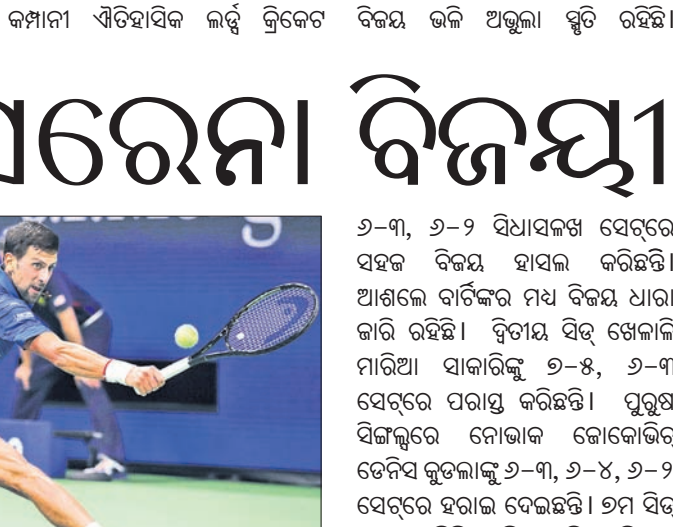 କମ୍ପାନୀ ଐତିହାସିକ ଲର୍ଡ୍ସ କ୍ରିକେଟ
ବିଜୟ ଭଳି ଅଭୁଲା ସ୍ମୃତି ରହିଛି।
ସରେନା ବିଜୟୀ
୬–୩, ୬–୨ ସିଧାସଳଖ ସେଟ୍‌ରେ
ସହଜ ବିଜୟ ହାସଲ କରିଛନ୍ତି।
ଆଶଲେ ବାର୍ଟିଙ୍କର ମଧ୍ୟ ବିଜୟ ଧାରା
ଜାରି ରହିଛି। ଦ୍ୱିତୀୟ ସିଡ୍ ଖେଳାଳି
ମାରିଆ ସାକାରିଙ୍କୁ ୭–୫, ୬–୩
ସେଟ୍‌ରେ ପରାସ୍ତ କରିଛନ୍ତି। ପୁରୁଷ
ସିଙ୍ଗଲ୍ସରେ ନୋଭାକ ଜୋକୋଭିଚ୍
ଡେନିସ କୁଡଲାଙ୍କୁ ୬–୩, ୬–୪, ୬–୨
ସେଟ୍‌ରେ ହରାଇ ଦେଇଛନ୍ତି। ୭ମ ସିଡ୍